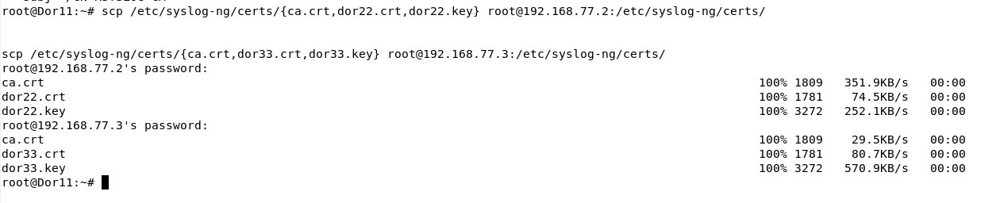 root@Dor11:~# scp /etc/syslog-ng/certs/{ca.crt,dor22.crt,dor22.key} root@192.168.77.2:/etc/syslog-ng/certs/
scp /etc/syslog-ng/certs/{ca.crt,dor33.crt,dor33.key} root@192.168.77.3:/etc/syslog-ng/certs/
root@192.168.77.2's password:
ca.crt 100% 1809 351.9KB/s 00:00
dor22.crt 100% 1781 74.5KB/s 00:00
dor22.key 100% 3272 252.1KB/s 00:00
root@192.168.77.3's password:
ca.crt 100% 1809 29.5KB/s 00:00
dor33.crt 100% 1781 80.7KB/s 00:00
dor33.key 100% 3272 570.9KB/s 00:00
root@Dor11:~#